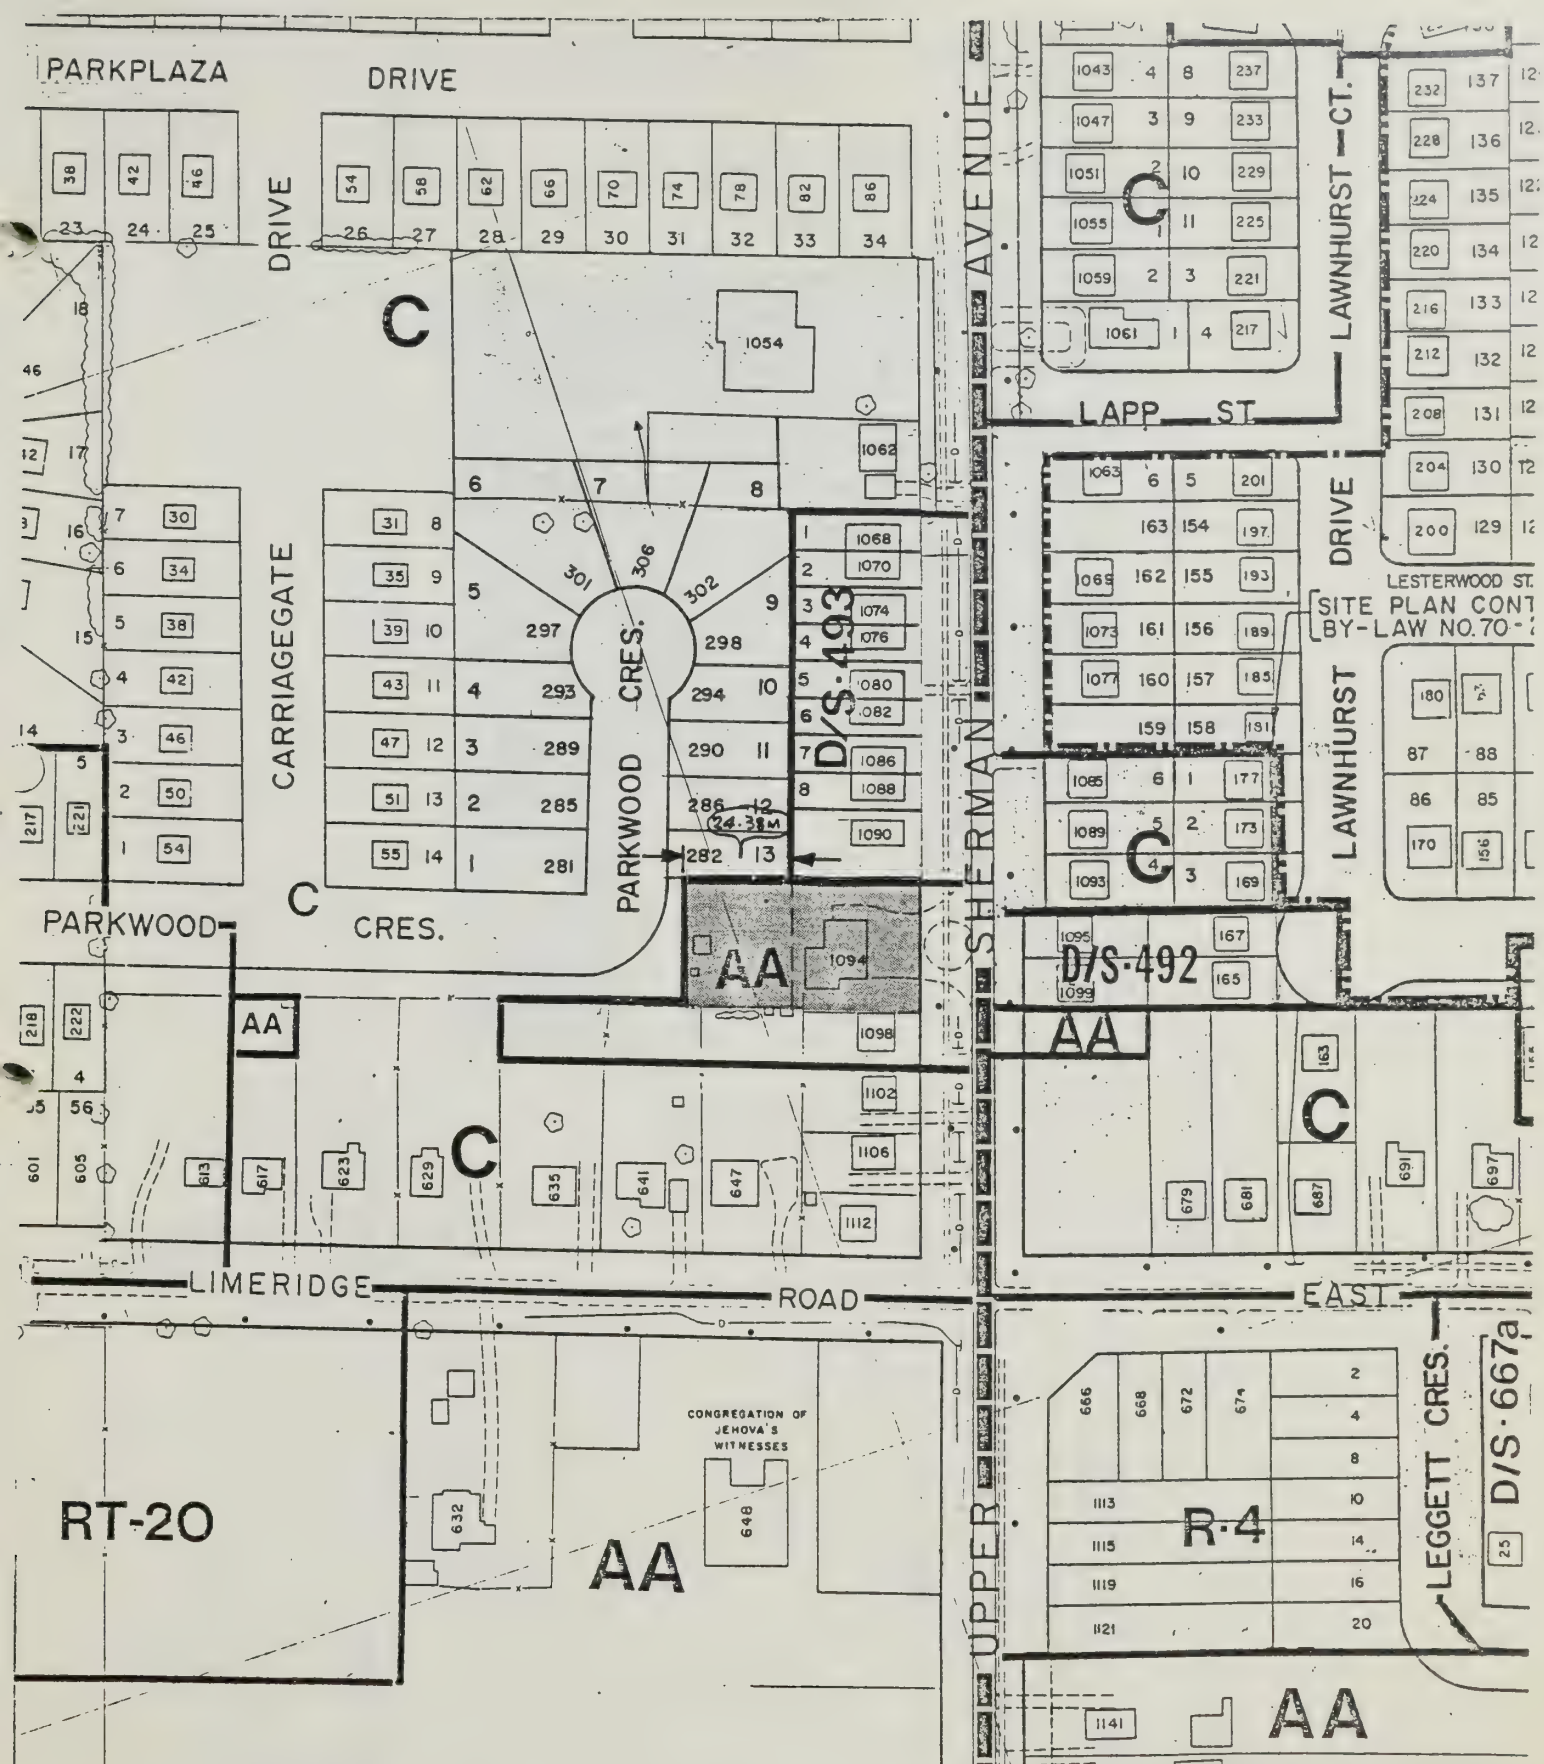 PARKPLAZA DRIVE
38 42 46 54 58 62 66 70 74 78 82 86
23 24 25 26 27 28 29 30 31 32 33 34
DRIVE
C
18
46
17
16
15
14
1054
1062
6 7 8
7 30
6 34
5 38
4 42
3 46
2 50
1 54
CARRIAGEGATE
31 8
35 9
39 10
43 11
47 12
51 13
55 14
5 297
4 293
3 289
2 285
1 281
301 306 302
9 298
10 294
290 11
286 12
24.38M
282 13
PARKWOOD CRES.
1 1068
2 1070
3 1074
4 1076
5 1080
6 1082
7 1086
8 1088
1090
D/S-493
5
217 221
PARKWOOD CRES.
C
AA
1094
218 222
4
AA
1098
1102
1106
1112
56
601 605 613 617 623 629 635 641 647
C
UPPER SHERMAN AVENUE
1043 4 8 237
1047 3 9 233
1051 2 10 229
1055 1 11 225
1059 2 3 221
1061 1 4 217
C
LAWNHURST CT.
232 137
228 136
224 135
220 134
216 133
212 132
208 131
204 130
200 129
LAPP ST
1063 6 5 201
163 154 197
1069 162 155 193
1073 161 156 189
1077 160 157 185
159 158 181
1085 6 1 177
1089 5 2 173
1093 4 3 169
C
LAWNHURST DRIVE
LESTERWOOD ST.
SITE PLAN CONT
BY-LAW NO. 70-2
180
87 88
86 85
170 156
1095 167
D/S-492
1099 165
AA
163
C
679 681 687 691 697
LIMERIDGE ROAD EAST
RT-20
632
CONGREGATION OF
JEHOVA'S
WITNESSES
648
AA
666 668 672 674
2
4
8
10
14
16
20
1113
1115
1119
1121
R-4
LEGGETT CRES.
D/S-667a
25
1141
AA